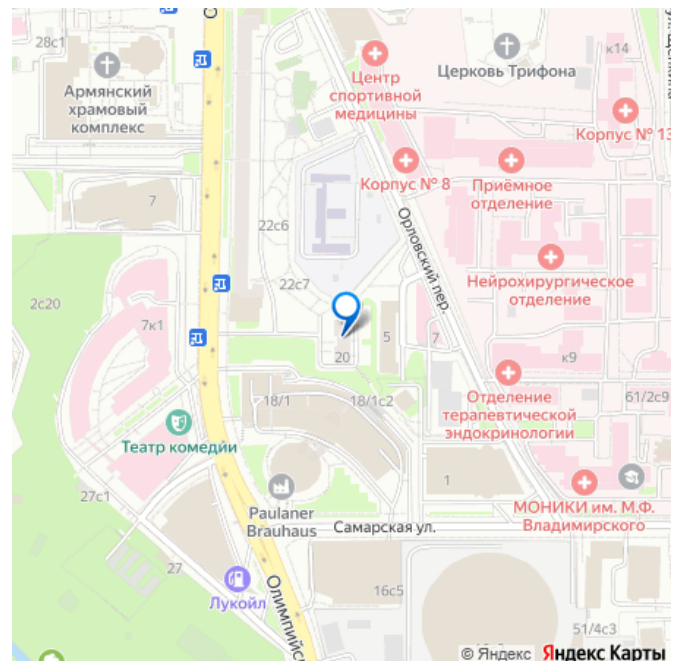 28с1
Армянский
храмовый
комплекс
Центр
спортивной
медицины
Церковь Трифона
к14
Корпус № 13
Корпус № 8
Приёмное
отделение
7
22с6
Орловский пер.
Нейрохирургическое
отделение
22с7
2с20
7к1
20
5
7
к9
Отделение
терапевтической
эндокринологии
61/2с9
18/1
18/1с2
Театр комедии
27с1
Paulaner
Brauhaus
1
МОНИКИ им. М.Ф.
Владимирского
Самарская ул.
27
Лукойл
16с5
51/4с3
© Яндекс Яндекс Карты